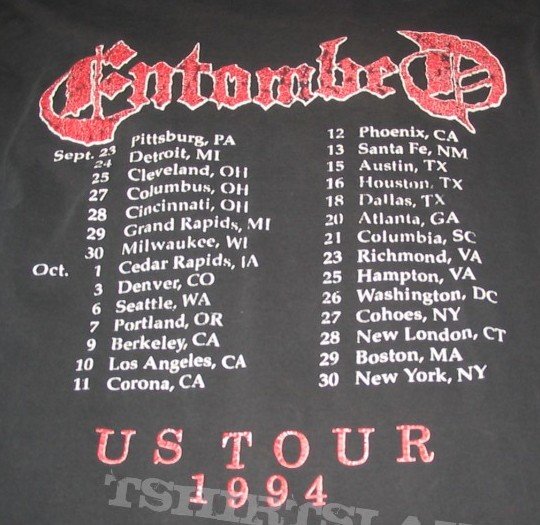 Entombed
Sept. 23 Pittsburg, PA
24 Detroit, MI
25 Cleveland, OH
27 Columbus, OH
28 Cincinnati, OH
29 Grand Rapids, MI
30 Milwaukee, WI
Oct. 1 Cedar Rapids, IA
3 Denver, CO
6 Seattle, WA
7 Portland, OR
9 Berkeley, CA
10 Los Angeles, CA
11 Corona, CA
12 Phoenix, CA
13 Santa Fe, NM
15 Austin, TX
16 Houston, TX
18 Dallas, TX
20 Atlanta, GA
21 Columbia, SC
23 Richmond, VA
25 Hampton, VA
26 Washington, DC
27 Cohoes, NY
28 New London, CT
29 Boston, MA
30 New York, NY
US TOUR
1994